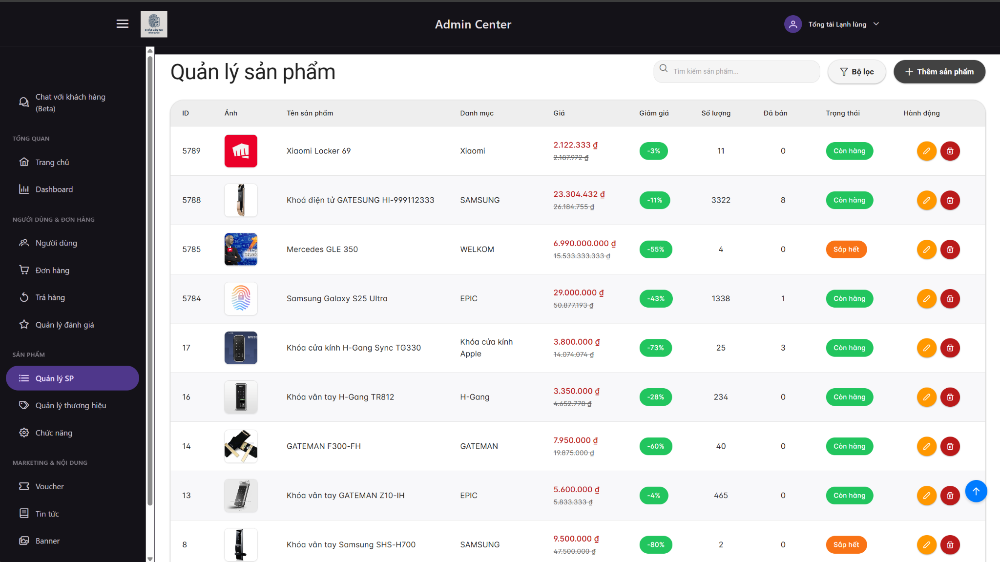 KHÓA VÂN TAY
HÀN QUỐC
Admin Center
Tổng tài Lạnh lùng
Chat với khách hàng
(Beta)
TỔNG QUAN
Trang chủ
Dashboard
NGƯỜI DÙNG & ĐƠN HÀNG
Người dùng
Đơn hàng
Trả hàng
Quản lý đánh giá
SẢN PHẨM
Quản lý SP
Quản lý thương hiệu
Chức năng
MARKETING & NỘI DUNG
Voucher
Tin tức
Banner
Quản lý sản phẩm
Tìm kiếm sản phẩm...
Bộ lọc
Thêm sản phẩm
ID Ảnh Tên sản phẩm Danh mục Giá Giảm giá Số lượng Đã bán Trạng thái Hành động
5789 Xiaomi Locker 69 Xiaomi 2.122.333 ₫ -3% 11 0 Còn hàng
2.187.972 ₫
5788 Khoá điện tử GATESUNG HI-999112333 SAMSUNG 23.304.432 ₫ -11% 3322 8 Còn hàng
26.184.755 ₫
5785 Mercedes GLE 350 WELKOM 6.990.000.000 ₫ -55% 4 0 Sắp hết
15.533.333.333 ₫
5784 Samsung Galaxy S25 Ultra EPIC 29.000.000 ₫ -43% 1338 1 Còn hàng
50.877.193 ₫
GT330
17 Khóa cửa kính H-Gang Sync TG330 Khóa cửa kính Apple 3.800.000 ₫ -73% 25 3 Còn hàng
14.074.074 ₫
16 Khóa vân tay H-Gang TR812 H-Gang 3.350.000 ₫ -28% 234 0 Còn hàng
4.652.778 ₫
14 GATEMAN F300-FH GATEMAN 7.950.000 ₫ -60% 40 0 Còn hàng
19.875.000 ₫
13 Khóa vân tay GATEMAN Z10-IH EPIC 5.600.000 ₫ -4% 465 0 Còn hàng
5.833.333 ₫
8 Khóa vân tay Samsung SHS-H700 SAMSUNG 9.500.000 ₫ -80% 2 0 Sắp hết
47.500.000 ₫